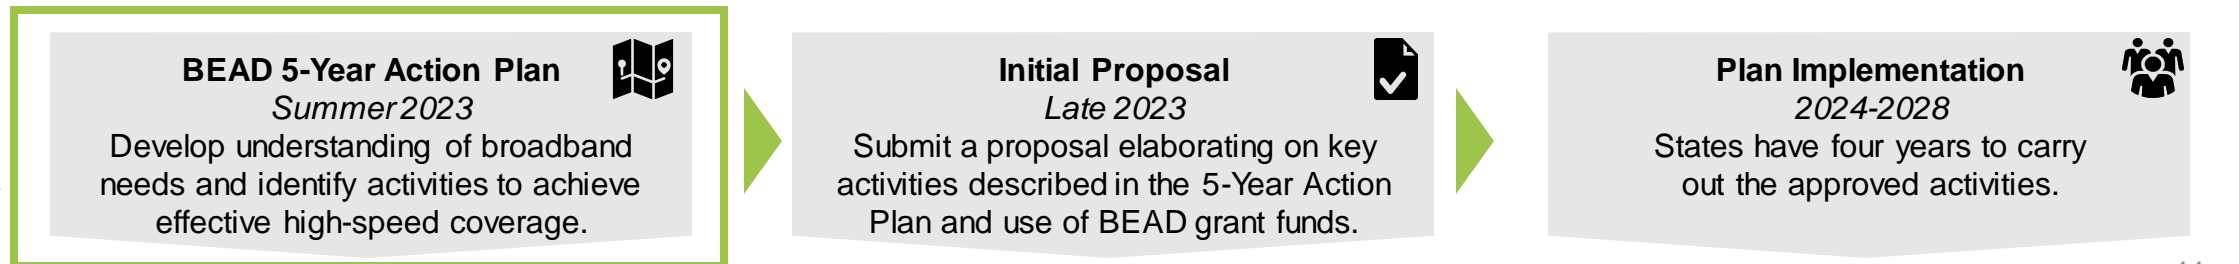 BEAD 5-Year Action Plan
Summer 2023
Develop understanding of broadband
needs and identify activities to achieve
effective high-speed coverage.
Initial Proposal
Late 2023
Submit a proposal elaborating on key
activities described in the 5-Year Action
Plan and use of BEAD grant funds.
Plan Implementation
2024-2028
States have four years to carry
out the approved activities.